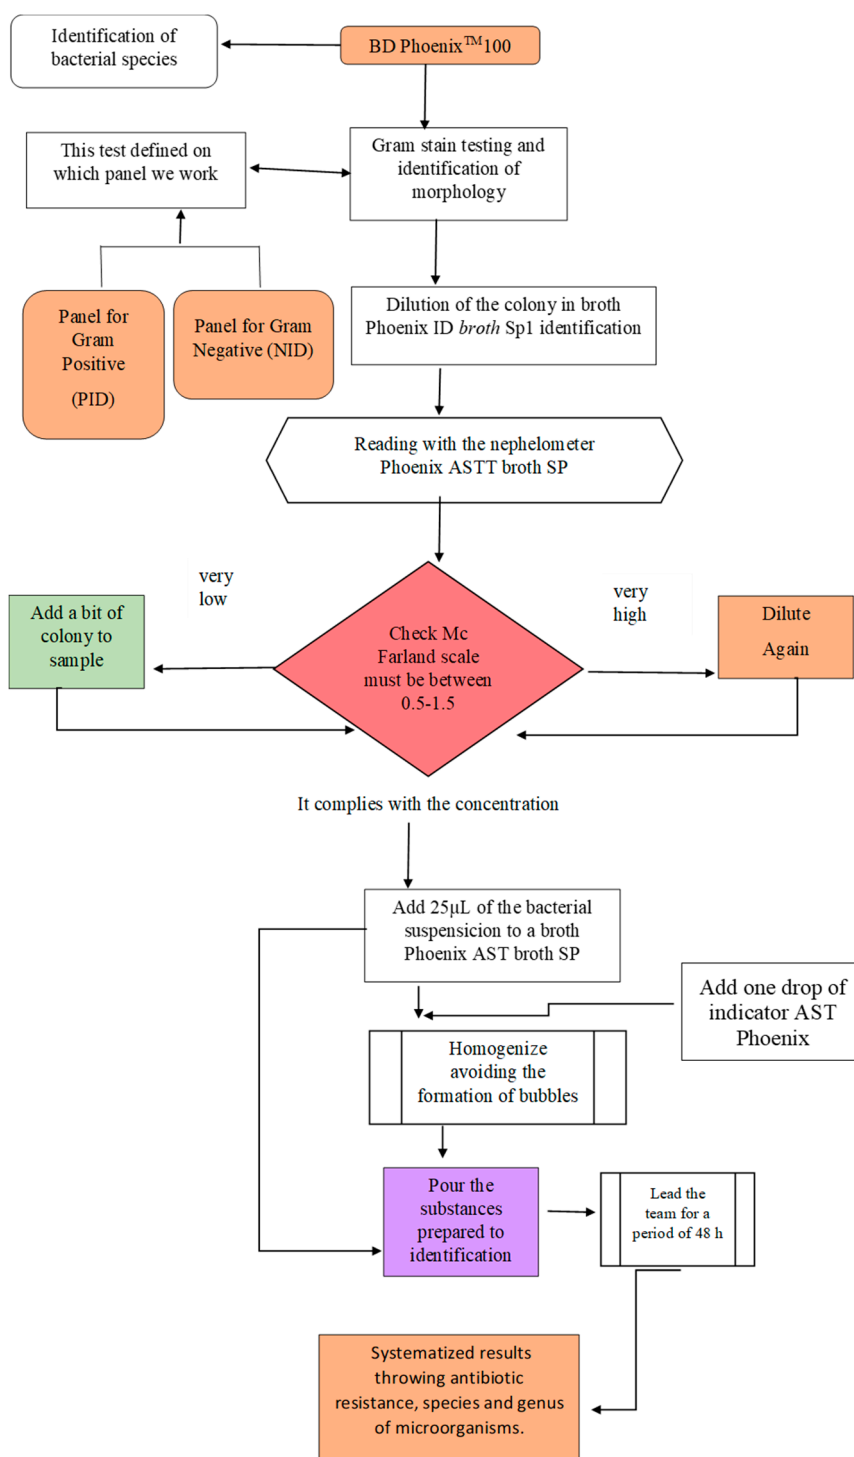 Identification of
bacterial species
BD Phoenix™100
This test defined on
which panel we work
Gram stain testing and
identification of
morphology
Panel for
Gram
Positive
(PID)
Panel for Gram
Negative (NID)
Dilution of the colony in broth
Phoenix ID broth Sp1 identification
Reading with the nephelometer
Phoenix ASTT broth SP
very
low
very
high
Add a bit of
colony to
sample
Check Mc
Farland scale
must be between
0.5-1.5
Dilute
Again
It complies with the concentration
Add 25µL of the bacterial
suspensicion to a broth
Phoenix AST broth SP
Add one drop of
indicator AST
Phoenix
Homogenize
avoiding the
formation of bubbles
Pour the
substances
prepared to
identification
Lead the
team for a
period of 48 h
Systematized results
throwing antibiotic
resistance, species and genus
of microorganisms.